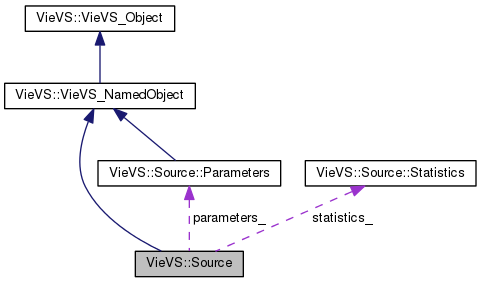 VieVS::VieVS_Object
VieVS::VieVS_NamedObject
VieVS::Source::Parameters
VieVS::Source::Statistics
parameters_
statistics_
VieVS::Source